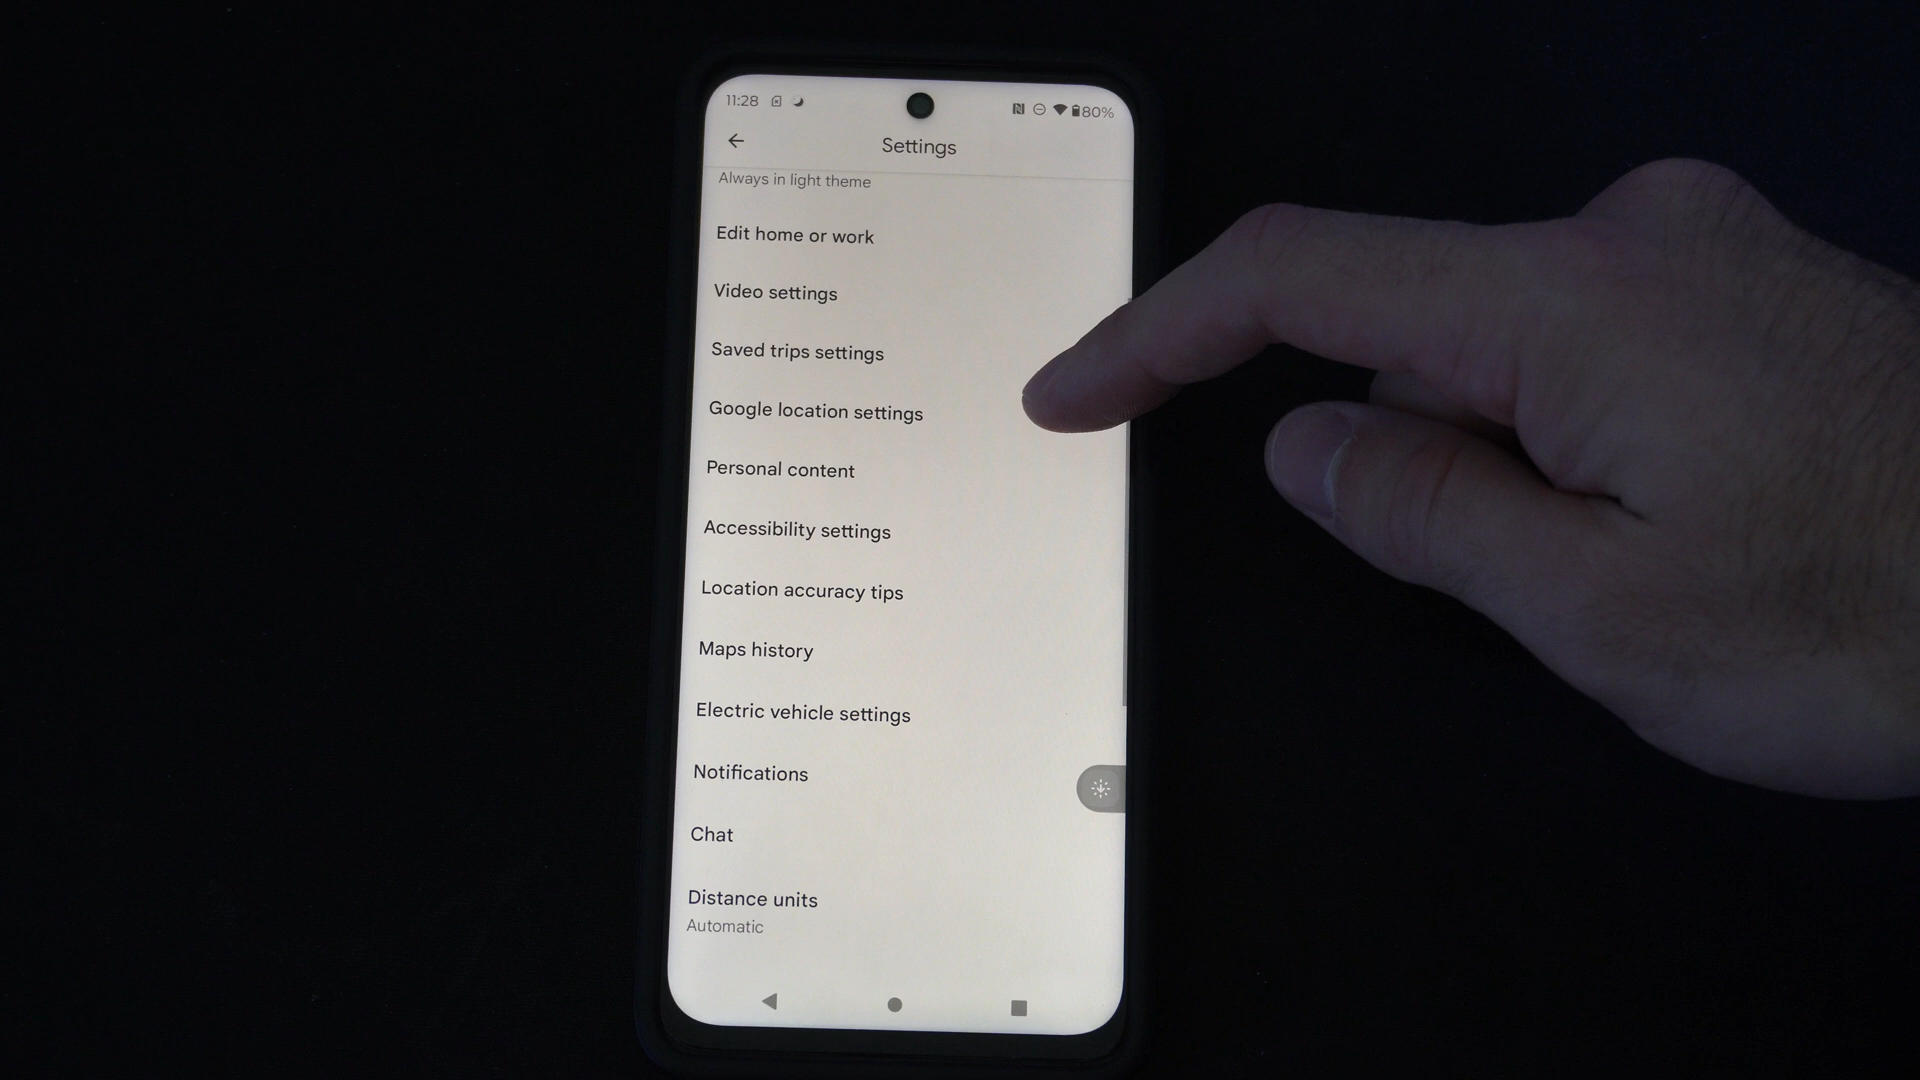 11:28 80%
Settings
Always in light theme
Edit home or work
Video settings
Saved trips settings
Google location settings
Personal content
Accessibility settings
Location accuracy tips
Maps history
Electric vehicle settings
Notifications
Chat
Distance units
Automatic